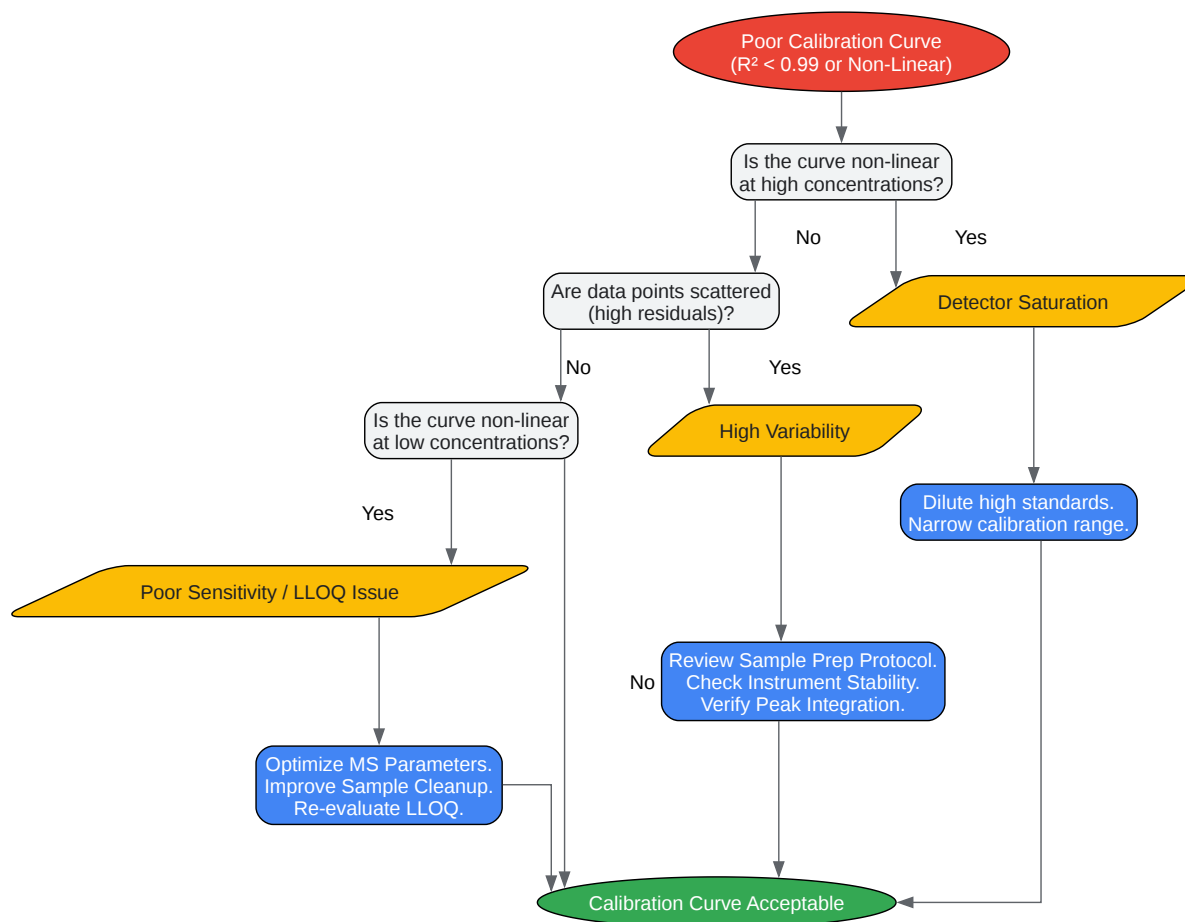 Poor Calibration Curve
(R² < 0.99 or Non-Linear)
Is the curve non-linear
at high concentrations?
No
Yes
Are data points scattered
(high residuals)?
Detector Saturation
No
Yes
Is the curve non-linear
at low concentrations?
High Variability
Yes
Dilute high standards.
Narrow calibration range.
Poor Sensitivity / LLOQ Issue
No
Review Sample Prep Protocol.
Check Instrument Stability.
Verify Peak Integration.
Optimize MS Parameters.
Improve Sample Cleanup.
Re-evaluate LLOQ.
Calibration Curve Acceptable